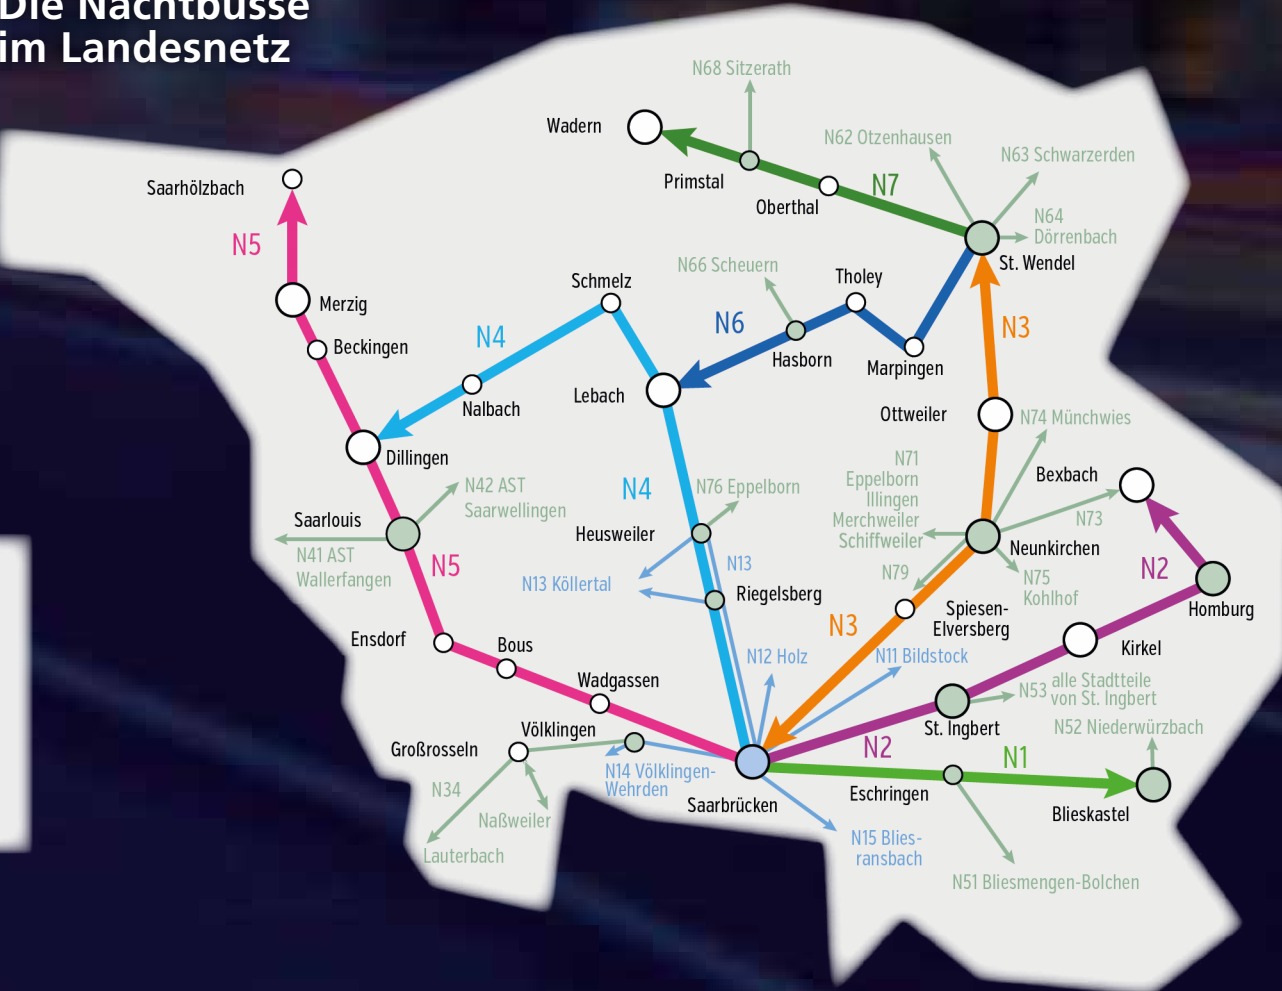 Die Nachtbusse
im Landesnetz
N68 Sitzerath
Wadern
N62 Otzenhausen
N63 Schwarzerden
Primstal
N7
Saarhölzbach
Oberthal
N64
Dörrenbach
N5
St. Wendel
N66 Scheuern
Tholey
Schmelz
Merzig
N6
N3
N4
Beckingen
Hasborn
Marpingen
Lebach
Nalbach
Ottweiler
N74 Münchwies
Dillingen
N71
Eppelborn
Illingen
Merchweiler
Schiffweiler
Bexbach
N42 AST
Saarwellingen
N4
N76 Eppelborn
Saarlouis
N73
Heusweiler
Neunkirchen
N41 AST
Wallerfangen
N5
N13
N79
N75
Kohlhof
N2
N13 Köllertal
Riegelsberg
Homburg
Spiesen-
Elversberg
N3
Ensdorf
Bous
Kirkel
N12 Holz
N11 Bildstock
Wadgassen
N53
alle Stadtteile
von St. Ingbert
Völklingen
St. Ingbert
N52 Niederwürzbach
Großrosseln
N2
N1
N14 Völklingen-
Wehrden
N34
Saarbrücken
Eschringen
Blieskastel
Naßweiler
N15 Blies-
ransbach
Lauterbach
N51 Bliesmengen-Bolchen